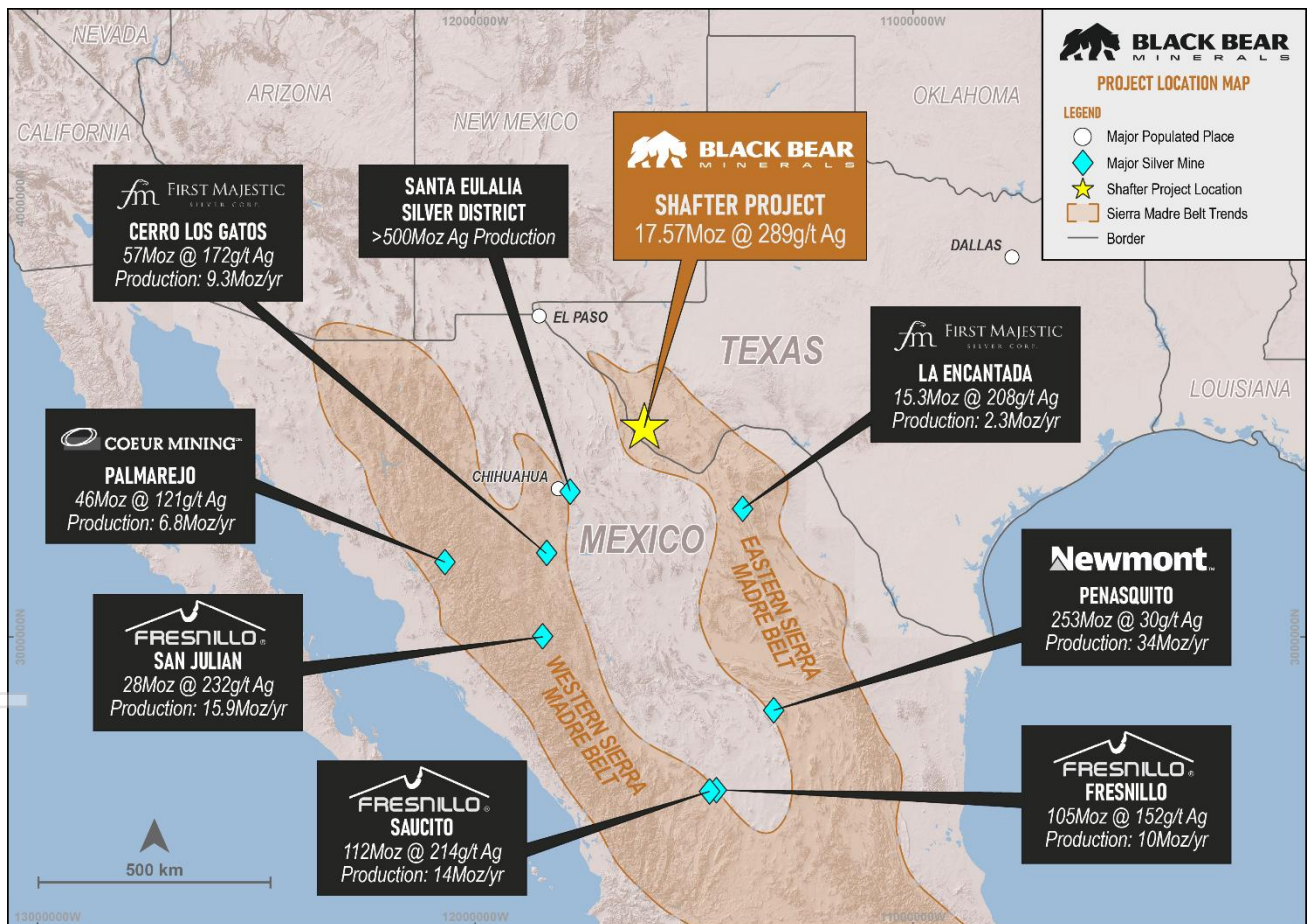 12000000W
11000000W
NEVADA
ARIZONA
CALIFORNIA
NEW MEXICO
OKLAHOMA
BLACK BEAR
MINERALS
PROJECT LOCATION MAP
LEGEND
Major Populated Place
Major Silver Mine
Shafter Project Location
Sierra Madre Belt Trends
Border
fm FIRST MAJESTIC
SILVER CORP.
CERRO LOS GATOS
57Moz @ 172g/t Ag
Production: 9.3Moz/yr
SANTA EULALIA
SILVER DISTRICT
>500Moz Ag Production
BLACK BEAR
MINERALS
SHAFTER PROJECT
17.57Moz @ 289g/t Ag
4000000N
DALLAS
EL PASO
TEXAS
fm FIRST MAJESTIC
SILVER CORP.
LA ENCANTADA
15.3Moz @ 208g/t Ag
Production: 2.3Moz/yr
LOUISIANA
COEUR MINING
PALMAREJO
46Moz @ 121g/t Ag
Production: 6.8Moz/yr
CHIHUAHUA
MEXICO
EASTERN SIERRA
MADRE BELT
Newmont™
PENASQUITO
253Moz @ 30g/t Ag
Production: 34Moz/yr
3000000N
3000000N
FRESNILLO®
SAN JULIAN
28Moz @ 232g/t Ag
Production: 15.9Moz/yr
WESTERN SIERRA
MADRE BELT
FRESNILLO®
SAUCITO
112Moz @ 214g/t Ag
Production: 14Moz/yr
FRESNILLO®
FRESNILLO
105Moz @ 152g/t Ag
Production: 10Moz/yr
500 km
13000000W
12000000W
11000000W